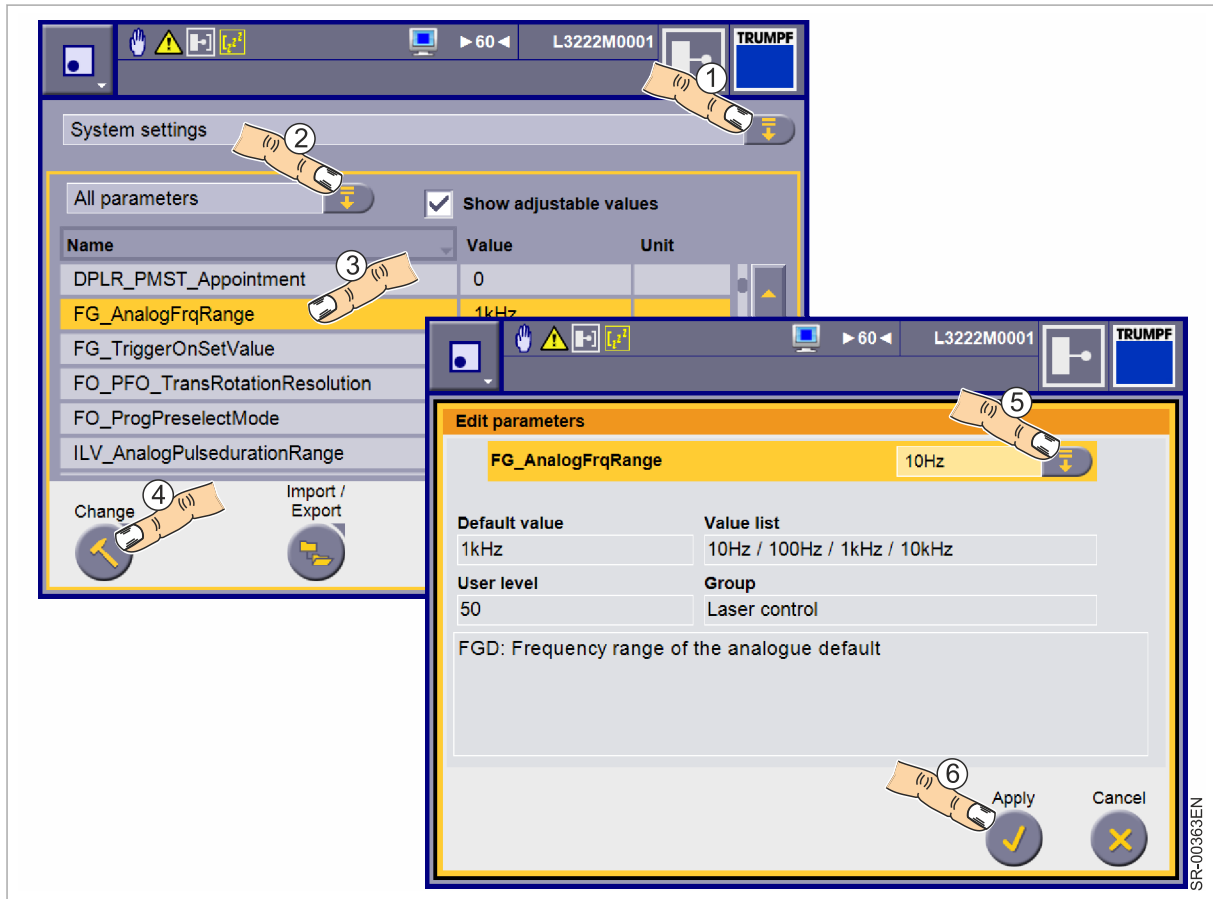 ►60◄ L3222M0001 TRUMPF
1
System settings
2
All parameters
Show adjustable values
Name Value Unit
3
DPLR_PMST_Appointment 0
FG_AnalogFrqRange 1kHz
FG_TriggerOnSetValue
FO_PFO_TransRotationResolution
FO_ProgPreselectMode
ILV_AnalogPulsedurationRange
4
Change
Import /
Export
►60◄ L3222M0001 TRUMPF
5
Edit parameters
FG_AnalogFrqRange 10Hz
Default value Value list
1kHz 10Hz / 100Hz / 1kHz / 10kHz
User level Group
50 Laser control
FGD: Frequency range of the analogue default
6
Apply Cancel
SR-00363EN